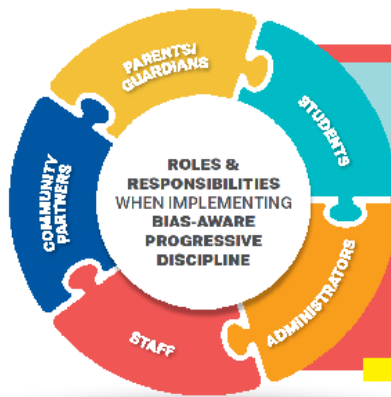 PARENTS/
GUARDIANS
STUDENTS
COMMUNITY
PARTNERS
ROLES &
RESPONSIBILITIES
WHEN IMPLEMENTING
BIAS-AWARE
PROGRESSIVE
DISCIPLINE
ADMINISTRATORS
STAFF